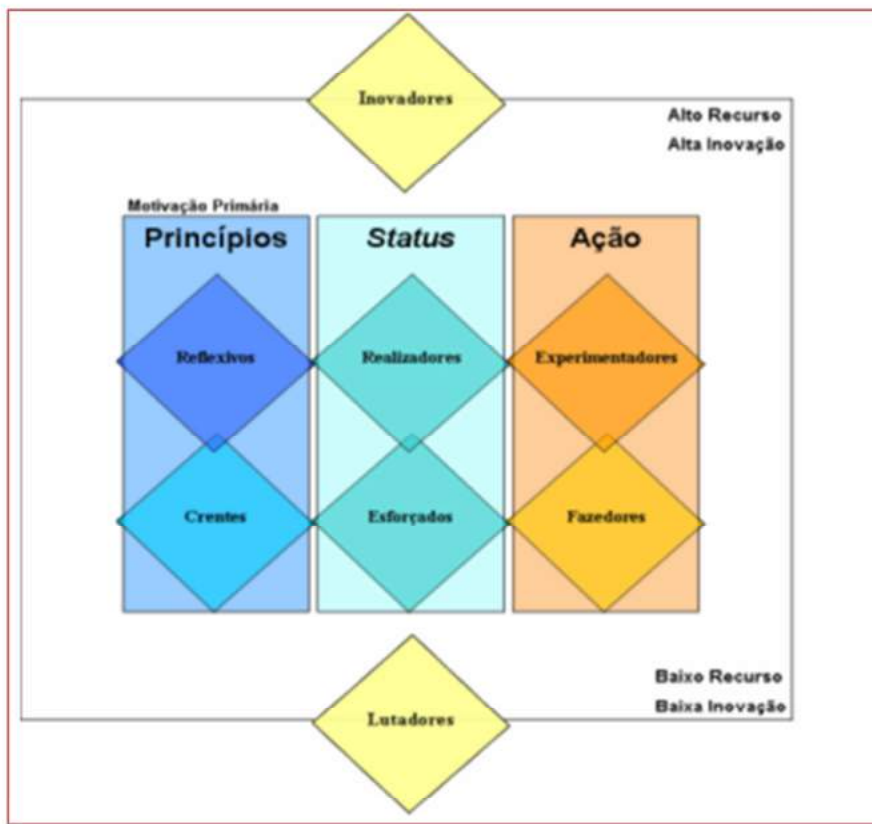 Inovadores
Alto Recurso
Alta Inovação
Motivação Primária
Princípios
Status
Ação
Reflexivos
Realizadores
Experimentadores
Crentes
Esforçados
Fazedores
Baixo Recurso
Baixa Inovação
Lutadores